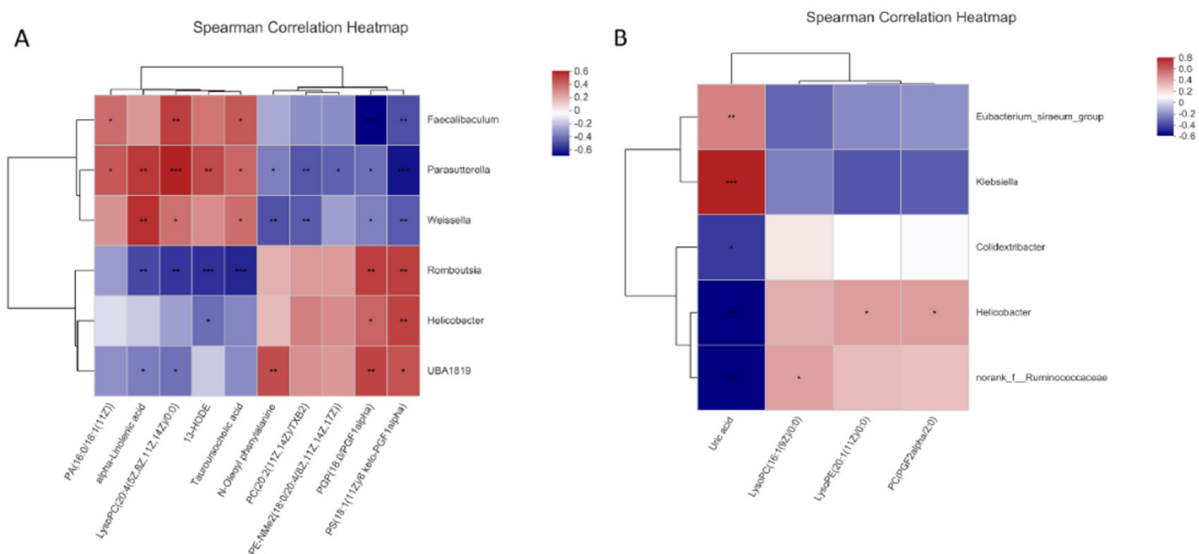 A
Spearman Correlation Heatmap
0.6
0.4
0.2
0
-0.2
-0.4
-0.6
*
**
*
**
Faecalibaculum
*
**
***
**
*
*
**
*
*
***
Parasutterella
**
*
*
**
**
*
**
Weissella
**
**
***
***
**
**
Romboutsia
*
*
**
Helicobacter
*
*
**
**
*
UBA1819
PA(16:0/18:1(11Z))
alpha-Linolenic acid
LysoPC(20:4(5Z,8Z,11Z,14Z)/0:0)
13-HODE
Tauroursocholic acid
N-Oleoyl phenylalanine
PC(20:2(11Z,14Z)/TXB2)
PE-NMe2(18:0/20:4(8Z,11Z,14Z,17Z))
PGP(18:0/PGF1alpha)
PS(18:1(11Z)/6 keto-PGF1alpha)
B
Spearman Correlation Heatmap
0.8
0.6
0.4
0.2
0
-0.2
-0.4
-0.6
-0.8
**
Eubacterium_siraeum_group
***
Klebsiella
*
Colidextribacter
*
*
Helicobacter
*
norank_f__Ruminococcaceae
Uric acid
LysoPC(16:1(9Z)/0:0)
LysoPE(20:1(11Z)/0:0)
PC(PGF2alpha/2:0)